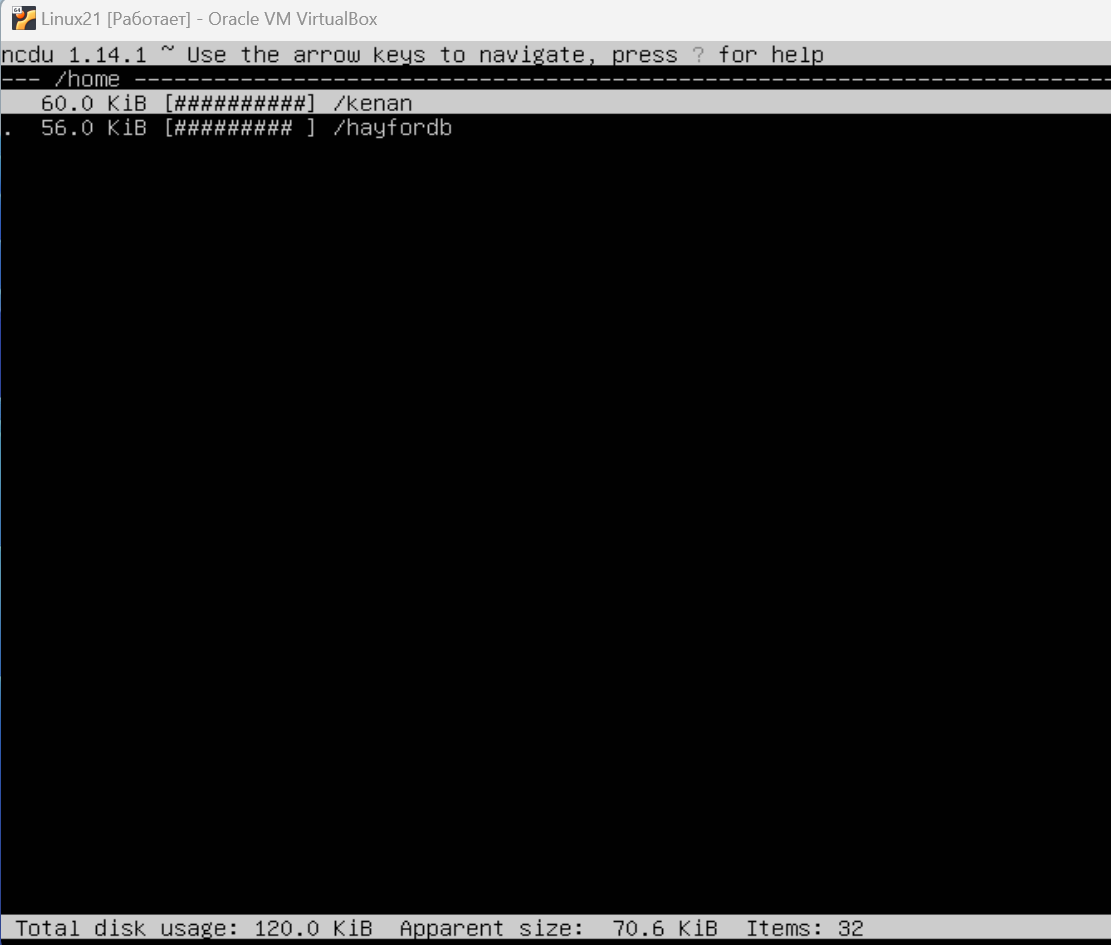 Linux21 [Работает] - Oracle VM VirtualBox
ncdu 1.14.1 ~ Use the arrow keys to navigate, press ? for help
--- /home ----------------------------------------------------------------------
60.0 KiB [##########] /kenan
. 56.0 KiB [######### ] /hayfordb
Total disk usage: 120.0 KiB Apparent size: 70.6 KiB Items: 32